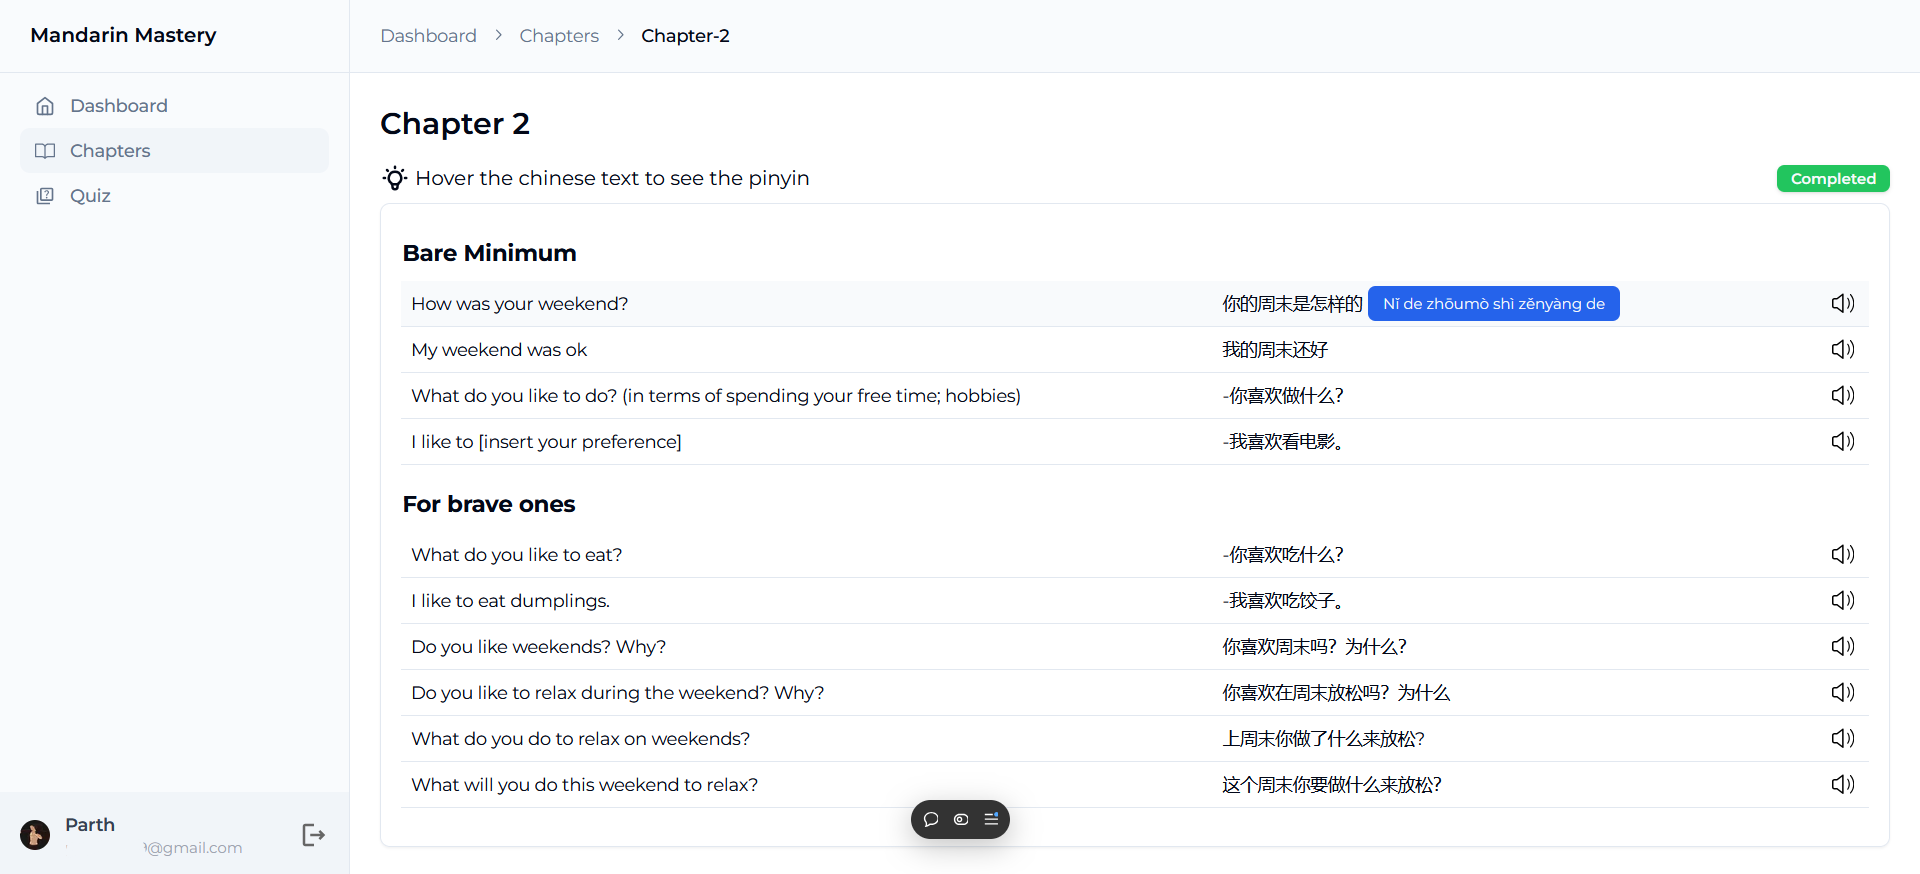 Mandarin Mastery
Dashboard
Chapters
Quiz
Parth
@gmail.com
Dashboard > Chapters > Chapter-2
Chapter 2
Hover the chinese text to see the pinyin
Completed
Bare Minimum
How was your weekend? 你的周末是怎样的 Nǐ de zhōumò shì zěnyàng de
My weekend was ok 我的周末还好
What do you like to do? (in terms of spending your free time; hobbies) -你喜欢做什么?
I like to [insert your preference] -我喜欢看电影。
For brave ones
What do you like to eat? -你喜欢吃什么?
I like to eat dumplings. -我喜欢吃饺子。
Do you like weekends? Why? 你喜欢周末吗? 为什么?
Do you like to relax during the weekend? Why? 你喜欢在周末放松吗? 为什么
What do you do to relax on weekends? 上周末你做了什么来放松?
What will you do this weekend to relax? 这个周末你要做什么来放松?